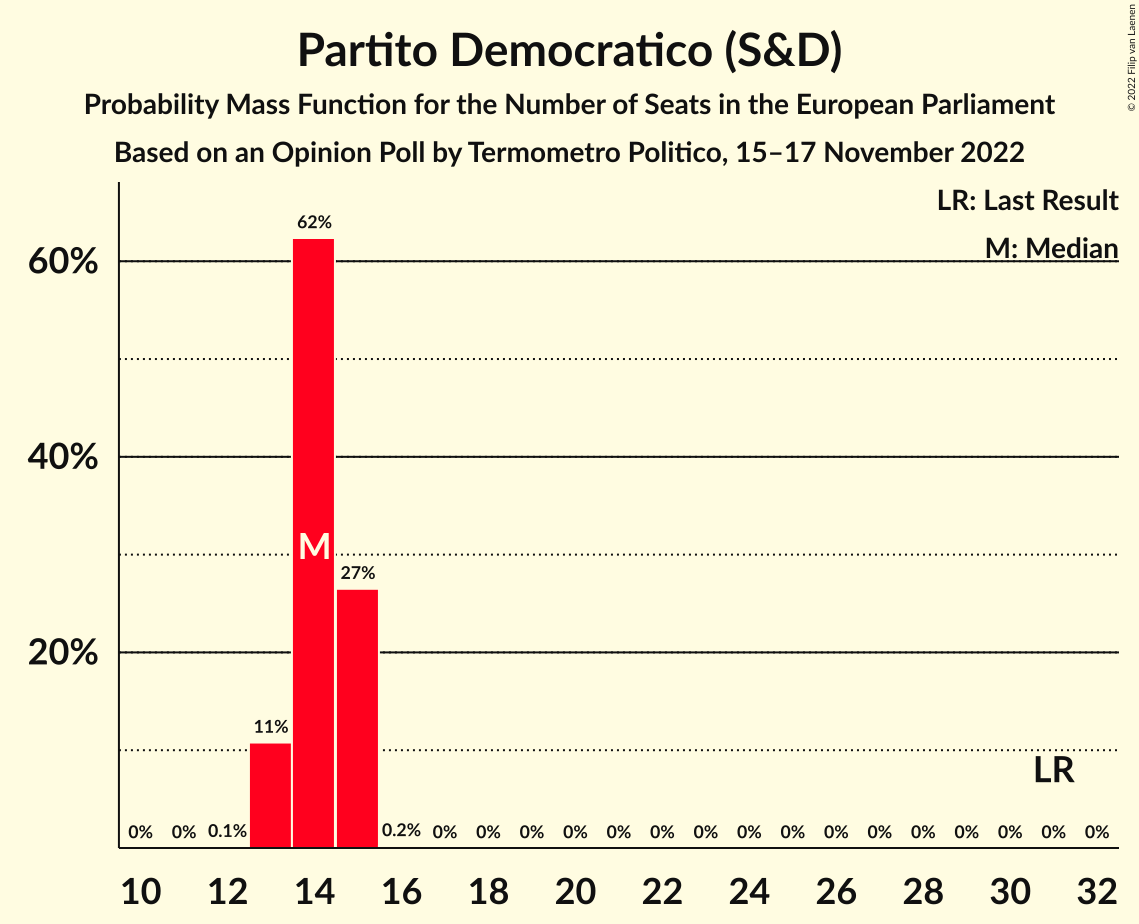 Partito Democratico (S&D)
Probability Mass Function for the Number of Seats in the European Parliament
Based on an Opinion Poll by Termometro Politico, 15–17 November 2022
© 2022 Filip van Laenen
LR: Last Result
M: Median
60%
40%
20%
62%
M
27%
11%
LR
0% 0% 0.1% 0.2% 0% 0% 0% 0% 0% 0% 0% 0% 0% 0% 0% 0% 0% 0% 0% 0%
10 12 14 16 18 20 22 24 26 28 30 32